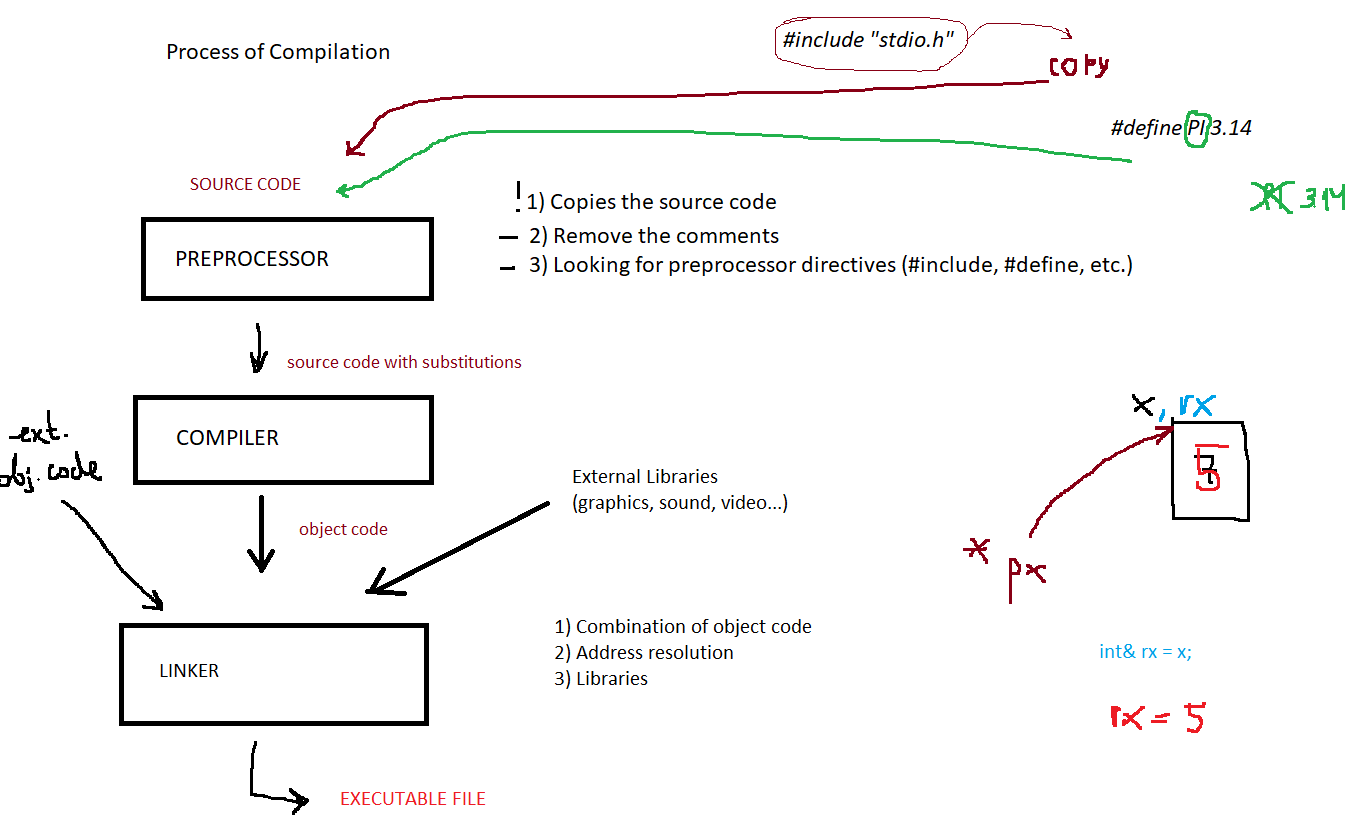 Process of Compilation
#include "stdio.h"
copy
#define PI 3.14
3.14
SOURCE CODE
PREPROCESSOR
! 1) Copies the source code
– 2) Remove the comments
– 3) Looking for preprocessor directives (#include, #define, etc.)
source code with substitutions
COMPILER
ext.
obj. code
object code
External Libraries
(graphics, sound, video...)
x, rx
5
* px
LINKER
1) Combination of object code
2) Address resolution
3) Libraries
int& rx = x;
rx = 5
EXECUTABLE FILE